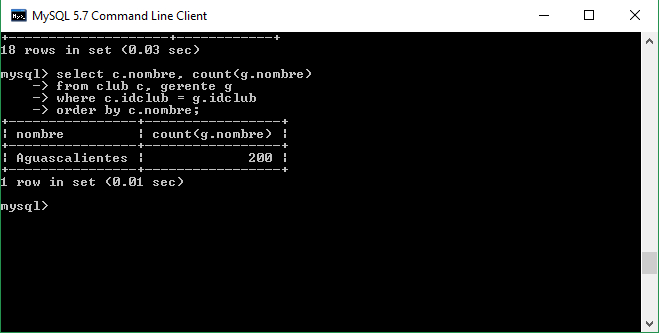 MySQL 5.7 Command Line Client
+--------------------+------------+
18 rows in set (0.03 sec)
mysql> select c.nombre, count(g.nombre)
    -> from club c, gerente g
    -> where c.idclub = g.idclub
    -> order by c.nombre;
+----------------+-----------------+
¦ nombre         ¦ count(g.nombre) ¦
+----------------+-----------------+
¦ Aguascalientes ¦             200 ¦
+----------------+-----------------+
1 row in set (0.01 sec)
mysql>